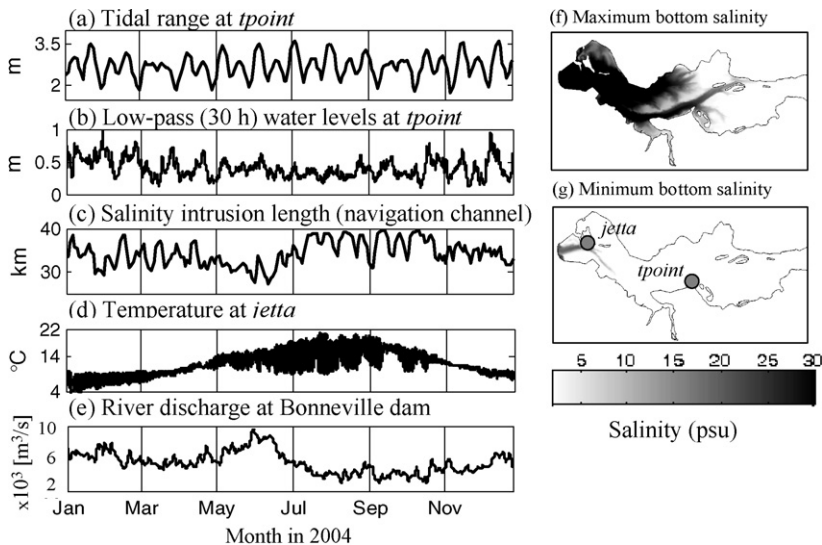 (a) Tidal range at tpoint
m
3.5
2
(b) Low-pass (30 h) water levels at tpoint
m
1
0.5
0
(c) Salinity intrusion length (navigation channel)
km
40
30
(d) Temperature at jetta
°C
22
14
4
(e) River discharge at Bonneville dam
x10³ [m³/s]
10
6
2
Jan Mar May Jul Sep Nov
Month in 2004
(f) Maximum bottom salinity
(g) Minimum bottom salinity
jetta
tpoint
5 10 15 20 25 30
Salinity (psu)